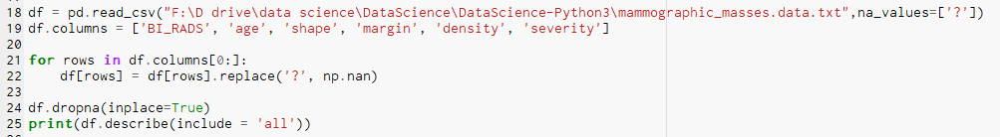 18 df = pd.read_csv("F:\D drive\data science\DataScience\DataScience-Python3\mammographic_masses.data.txt",na_values=['?'])
19 df.columns = ['BI_RADS', 'age', 'shape', 'margin', 'density', 'severity']
20
21 for rows in df.columns[0:]:
22     df[rows] = df[rows].replace('?', np.nan)
23
24 df.dropna(inplace=True)
25 print(df.describe(include = 'all'))